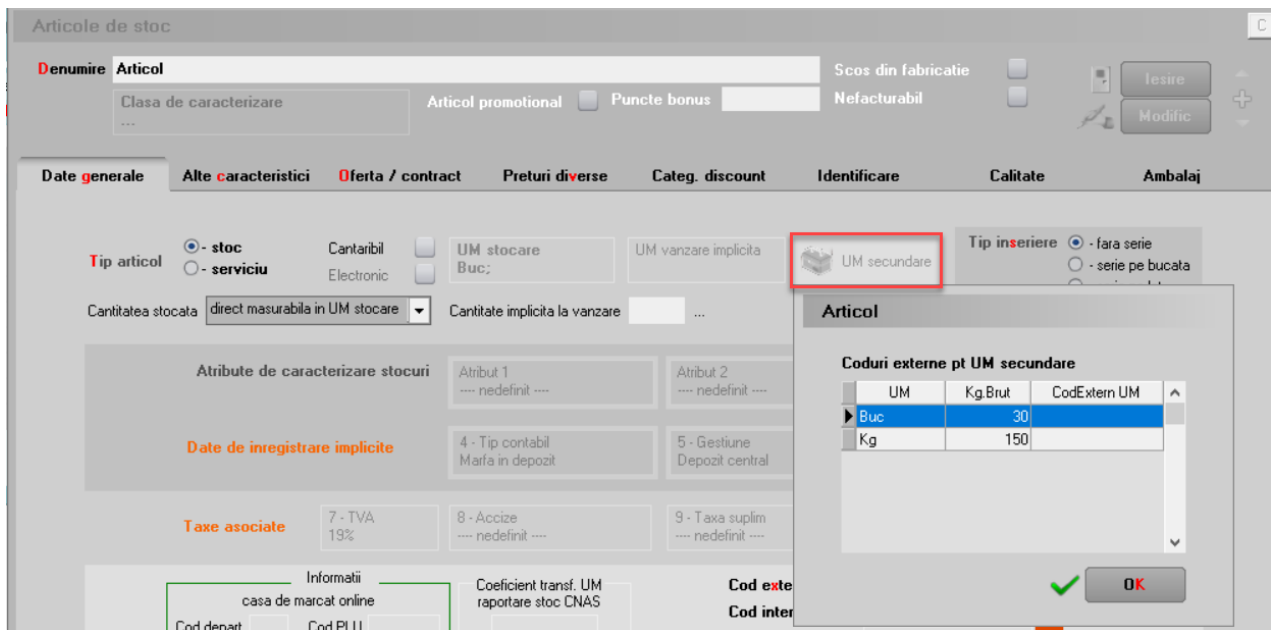 Articole de stoc
C
Denumire Articol
Scos din fabricatie
Iesire
Clasa de caracterizare
---
Articol promotional
Puncte bonus
Nefacturabil
Modific
Date generale Alte caracteristici Oferta / contract Preturi diverse Categ. discount Identificare Calitate Ambalaj
Tip articol
- stoc
- serviciu
Cantaribil
Electronic
UM stocare
Buc;
UM vanzare implicita
UM secundare
Tip inseriere
- fara serie
- serie pe bucata
Cantitatea stocata direct masurabila in UM stocare
Cantitate implicita la vanzare ...
Articol
Coduri externe pt UM secundare
UM Kg.Brut CodExtern UM
Buc 30
Kg 150
OK
Atribute de caracterizare stocuri
Atribut 1
---- nedefinit ----
Atribut 2
---- nedefinit ----
Date de inregistrare implicite
4 - Tip contabil
Marfa in depozit
5 - Gestiune
Depozit central
Taxe asociate
7 - TVA
19%
8 - Accize
---- nedefinit ----
9 - Taxa suplim
---- nedefinit ----
Informatii
casa de marcat online
Cod depart Cod PLU
Coeficient transf. UM
raportare stoc CNAS
Cod exte
Cod inter